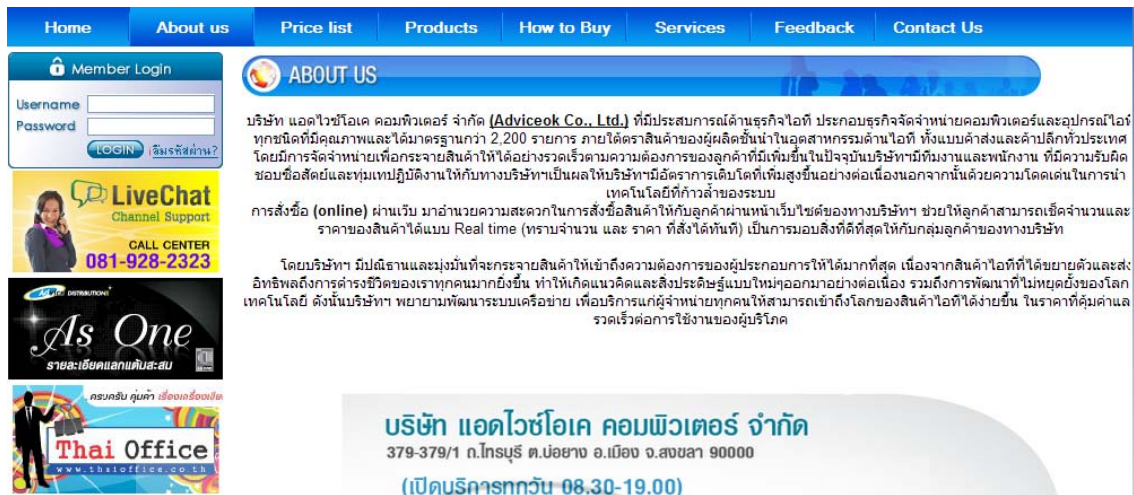 Home About us Price list Products How to Buy Services Feedback Contact Us
Member Login
Username
Password
LOGIN ลืมรหัสผ่าน?
LiveChat
Channel Support
CALL CENTER
081-928-2323
DISTRIBUTIONS
As One
รายละเอียดแลกแต้มสะสม
ครบครัน คุ้มค่า เรื่องเครื่องเขีย
Thai Office
www.thaioffice.co.th
ABOUT US
บริษัท แอดไวซ์โอเค คอมพิวเตอร์ จำกัด (Adviceok Co., Ltd.) ที่มีประสบการณ์ด้านธุรกิจไอที ประกอบธุรกิจจัดจำหน่ายคอมพิวเตอร์และอุปกรณ์ไอที
ทุกชนิดที่มีคุณภาพและได้มาตรฐานกว่า 2,200 รายการ ภายใต้ตราสินค้าของผู้ผลิตชั้นนำในอุตสาหกรรมด้านไอที ทั้งแบบค้าส่งและค้าปลีกทั่วประเทศ
โดยมีการจัดจำหน่ายเพื่อกระจายสินค้าให้ได้อย่างรวดเร็วตามความต้องการของลูกค้าที่มีเพิ่มขึ้นในปัจจุบันบริษัทฯมีทีมงานและพนักงาน ที่มีความรับผิด
ชอบซื่อสัตย์และทุ่มเทปฏิบัติงานให้กับทางบริษัทฯเป็นผลให้บริษัทฯมีอัตราการเติบโตที่เพิ่มสูงขึ้นอย่างต่อเนื่องนอกจากนั้นด้วยความโดดเด่นในการนำ
เทคโนโลยีที่ก้าวล้ำของระบบ
การสั่งซื้อ (online) ผ่านเว็บ มาอำนวยความสะดวกในการสั่งซื้อสินค้าให้กับลูกค้าผ่านหน้าเว็บไซต์ของทางบริษัทฯ ช่วยให้ลูกค้าสามารถเช็คจำนวนและ
ราคาของสินค้าได้แบบ Real time (ทราบจำนวน และ ราคา ที่สั่งได้ทันที) เป็นการมอบสิ่งที่ดีที่สุดให้กับกลุ่มลูกค้าของทางบริษัท
โดยบริษัทฯ มีปณิธานและมุ่งมั่นที่จะกระจายสินค้าให้เข้าถึงความต้องการของผู้ประกอบการให้ได้มากที่สุด เนื่องจากสินค้าไอทีที่ได้ขยายตัวและส่ง
อิทธิพลถึงการดำรงชีวิตของเราทุกคนมากยิ่งขึ้น ทำให้เกิดแนวคิดและสิ่งประดิษฐ์แบบใหม่ๆออกมาอย่างต่อเนื่อง รวมถึงการพัฒนาที่ไม่หยุดยั้งของโลก
เทคโนโลยี ดังนั้นบริษัทฯ พยายามพัฒนาระบบเครือข่าย เพื่อบริการแก่ผู้จำหน่ายทุกคนให้สามารถเข้าถึงโลกของสินค้าไอทีได้ง่ายขึ้น ในราคาที่คุ้มค่าแล
รวดเร็วต่อการใช้งานของผู้บริโภค
บริษัท แอดไวซ์โอเค คอมพิวเตอร์ จำกัด
379-379/1 ถ.ไทรบุรี ต.บ่อยาง อ.เมือง จ.สงขลา 90000
(เปิดบริการทุกวัน 08.30-19.00)